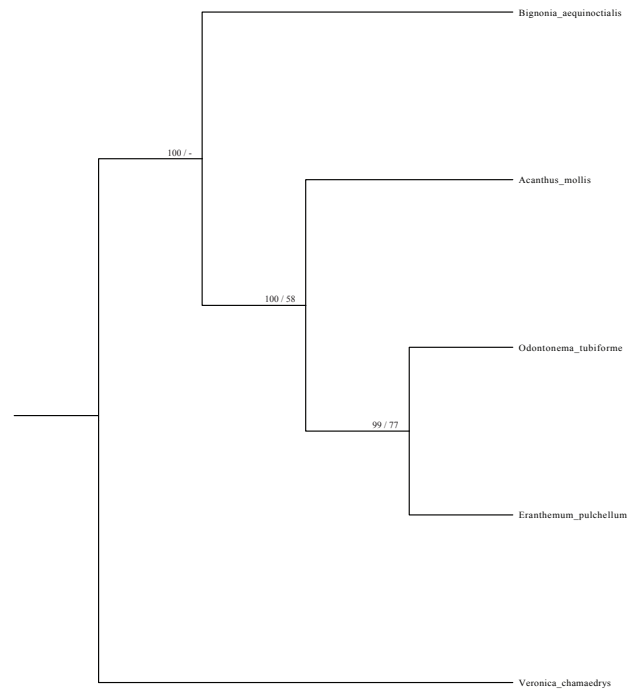 Bignonia_aequinoctialis
100 / -
Acanthus_mollis
100 / 58
Odontonema_tubiforme
99 / 77
Eranthemum_pulchellum
Veronica_chamaedrys